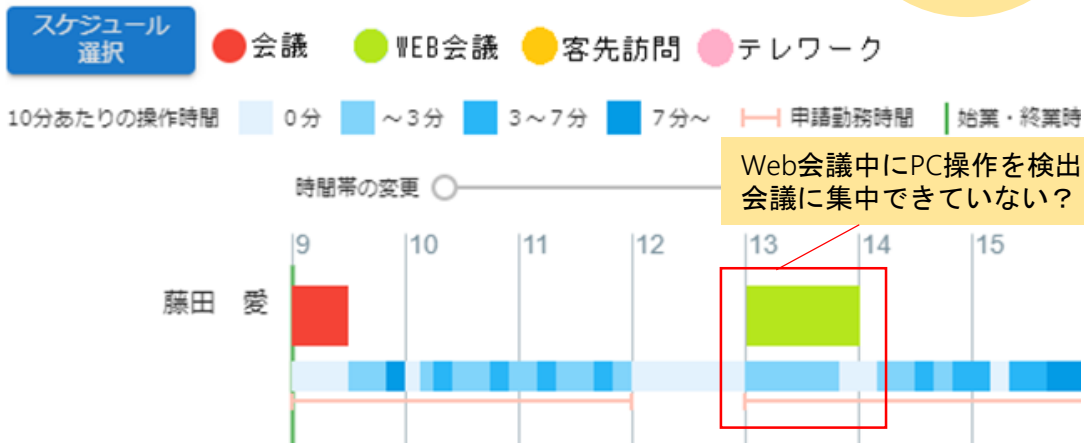 スケジュール
選択
会議
WEB会議
客先訪問
テレワーク
10分あたりの操作時間
0分
～3分
3～7分
7分～
申請勤務時間
始業・終業時
Web会議中にPC操作を検出
会議に集中できていない？
時間帯の変更
9
10
11
12
13
14
15
藤田　愛